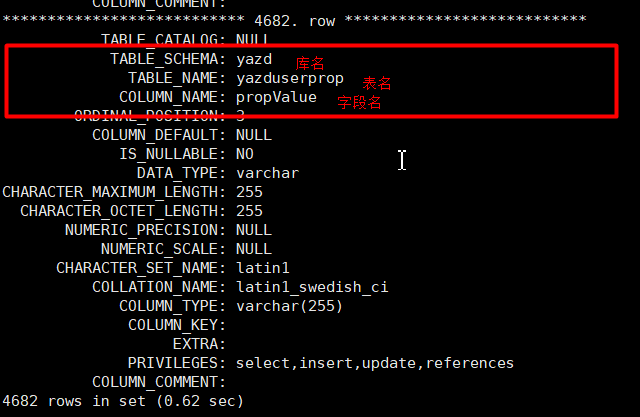 COLUMN_COMMENT:
*************************** 4682. row ***************************
TABLE_CATALOG: NULL
TABLE_SCHEMA: yazd 库名
TABLE_NAME: yazduserprop 表名
COLUMN_NAME: propValue 字段名
ORDINAL_POSITION: 3
COLUMN_DEFAULT: NULL
IS_NULLABLE: NO
DATA_TYPE: varchar
CHARACTER_MAXIMUM_LENGTH: 255
CHARACTER_OCTET_LENGTH: 255
NUMERIC_PRECISION: NULL
NUMERIC_SCALE: NULL
CHARACTER_SET_NAME: latin1
COLLATION_NAME: latin1_swedish_ci
COLUMN_TYPE: varchar(255)
COLUMN_KEY:
EXTRA:
PRIVILEGES: select,insert,update,references
COLUMN_COMMENT:
4682 rows in set (0.62 sec)